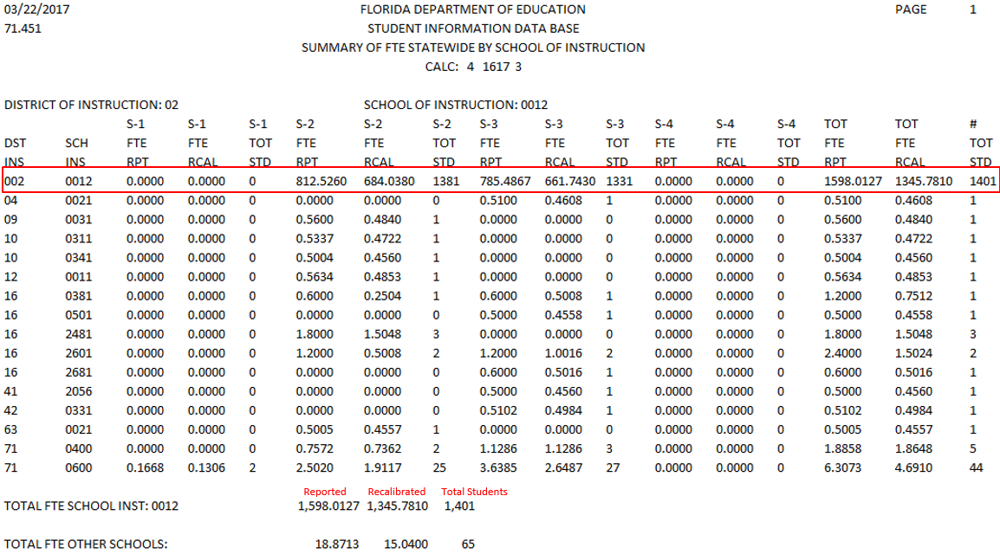 03/22/2017 FLORIDA DEPARTMENT OF EDUCATION PAGE 1
71.451 STUDENT INFORMATION DATA BASE
SUMMARY OF FTE STATEWIDE BY SCHOOL OF INSTRUCTION
CALC: 4 1617 3
DISTRICT OF INSTRUCTION: 02 SCHOOL OF INSTRUCTION: 0012
S-1 S-1 S-1 S-2 S-2 S-2 S-3 S-3 S-3 S-4 S-4 S-4 TOT TOT #
DST SCH FTE FTE TOT FTE FTE TOT FTE FTE TOT FTE FTE TOT FTE FTE TOT
INS INS RPT RCAL STD RPT RCAL STD RPT RCAL STD RPT RCAL STD RPT RCAL STD
002 0012 0.0000 0.0000 0 812.5260 684.0380 1381 785.4867 661.7430 1331 0.0000 0.0000 0 1598.0127 1345.7810 1401
04 0021 0.0000 0.0000 0 0.0000 0.0000 0 0.5100 0.4608 1 0.0000 0.0000 0 0.5100 0.4608 1
09 0031 0.0000 0.0000 0 0.5600 0.4840 1 0.0000 0.0000 0 0.0000 0.0000 0 0.5600 0.4840 1
10 0311 0.0000 0.0000 0 0.5337 0.4722 1 0.0000 0.0000 0 0.0000 0.0000 0 0.5337 0.4722 1
10 0341 0.0000 0.0000 0 0.5004 0.4560 1 0.0000 0.0000 0 0.0000 0.0000 0 0.5004 0.4560 1
12 0011 0.0000 0.0000 0 0.5634 0.4853 1 0.0000 0.0000 0 0.0000 0.0000 0 0.5634 0.4853 1
16 0381 0.0000 0.0000 0 0.6000 0.2504 1 0.6000 0.5008 1 0.0000 0.0000 0 1.2000 0.7512 1
16 0501 0.0000 0.0000 0 0.0000 0.0000 0 0.5000 0.4558 1 0.0000 0.0000 0 0.5000 0.4558 1
16 2481 0.0000 0.0000 0 1.8000 1.5048 3 0.0000 0.0000 0 0.0000 0.0000 0 1.8000 1.5048 3
16 2601 0.0000 0.0000 0 1.2000 0.5008 2 1.2000 1.0016 2 0.0000 0.0000 0 2.4000 1.5024 2
16 2681 0.0000 0.0000 0 0.0000 0.0000 0 0.6000 0.5016 1 0.0000 0.0000 0 0.6000 0.5016 1
41 2056 0.0000 0.0000 0 0.0000 0.0000 0 0.5000 0.4560 1 0.0000 0.0000 0 0.5000 0.4560 1
42 0331 0.0000 0.0000 0 0.0000 0.0000 0 0.5102 0.4984 1 0.0000 0.0000 0 0.5102 0.4984 1
63 0021 0.0000 0.0000 0 0.5005 0.4557 1 0.0000 0.0000 0 0.0000 0.0000 0 0.5005 0.4557 1
71 0400 0.0000 0.0000 0 0.7572 0.7362 2 1.1286 1.1286 3 0.0000 0.0000 0 1.8858 1.8648 5
71 0600 0.1668 0.1306 2 2.5020 1.9117 25 3.6385 2.6487 27 0.0000 0.0000 0 6.3073 4.6910 44
Reported Recalibrated Total Students
TOTAL FTE SCHOOL INST: 0012 1,598.0127 1,345.7810 1,401
TOTAL FTE OTHER SCHOOLS: 18.8713 15.0400 65